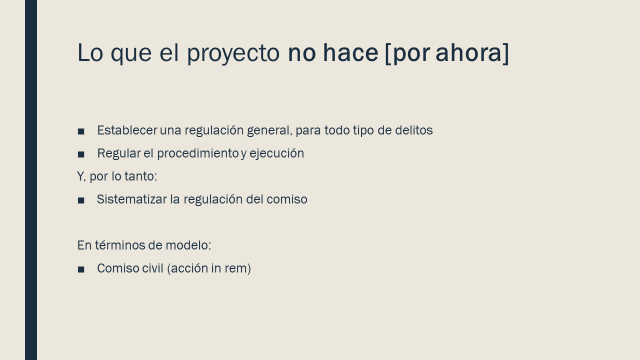 Lo que el proyecto no hace [por ahora]
■ Establecer una regulación general, para todo tipo de delitos
■ Regular el procedimiento y ejecución
Y, por lo tanto:
■ Sistematizar la regulación del comiso
En términos de modelo:
■ Comiso civil (acción in rem)